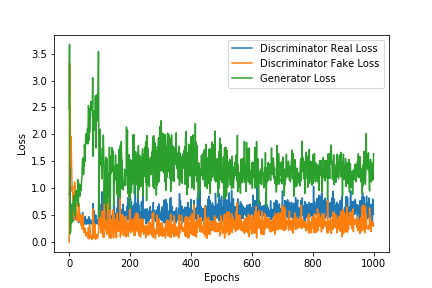 Discriminator Real Loss
Discriminator Fake Loss
Generator Loss
3.5
3.0
2.5
2.0
1.5
1.0
0.5
0.0
Loss
0 200 400 600 800 1000
Epochs